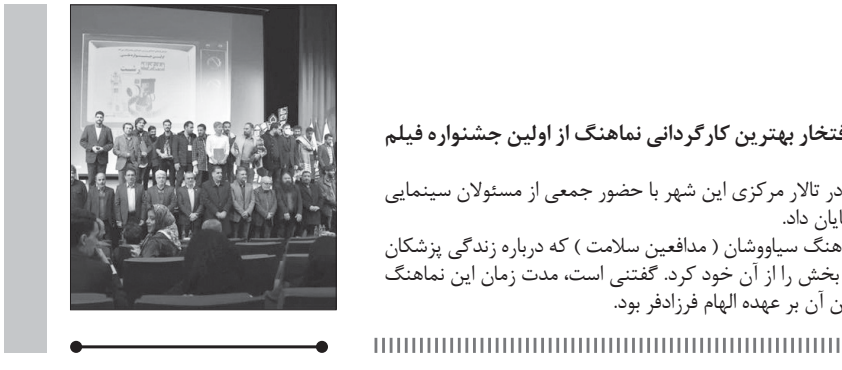 فتخار بهترین کارگردانی نماهنگ از اولین جشنواره فیلم
در تالار مرکزی این شهر با حضور جمعی از مسئولان سینمایی
ایان داد.
هنگ سیاووشان ( مدافعین سلامت ) که درباره زندگی پزشکان
بخش را از آن خود کرد. گفتنی است، مدت زمان این نماهنگ
ن آن بر عهده الهام فرزادفر بود.